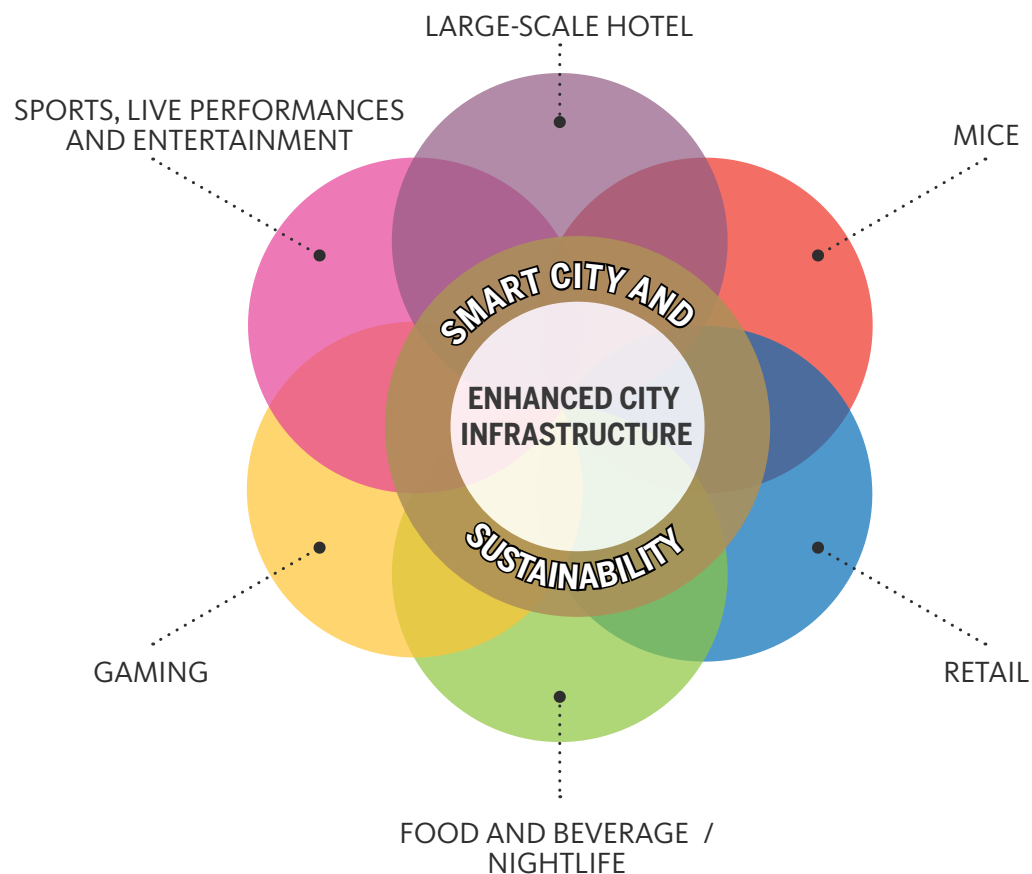 LARGE-SCALE HOTEL
SPORTS, LIVE PERFORMANCES
AND ENTERTAINMENT
MICE
SMART CITY AND
ENHANCED CITY
INFRASTRUCTURE
SUSTAINABILITY
GAMING
RETAIL
FOOD AND BEVERAGE /
NIGHTLIFE